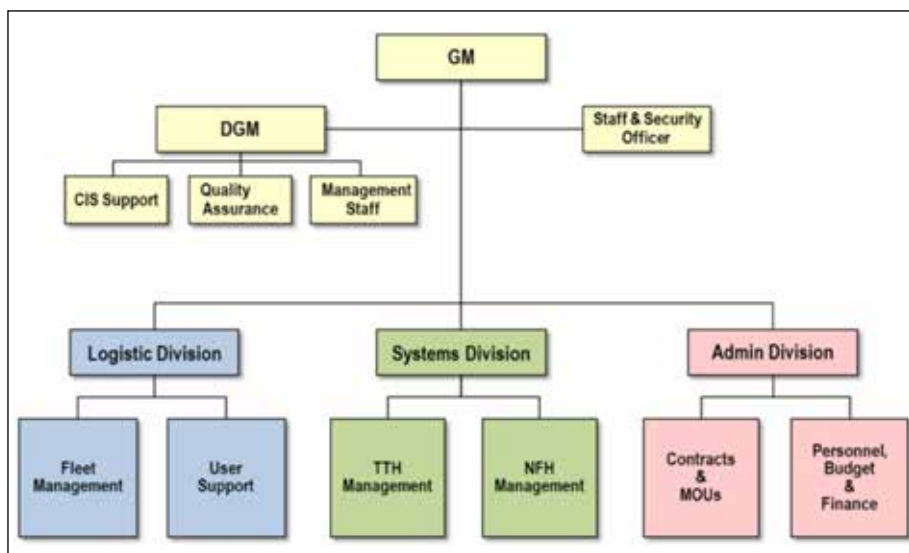 GM
DGM
Staff & Security
Officer
CIS Support
Quality
Assurance
Management
Staff
Logistic Division
Systems Division
Admin Division
Fleet
Management
User
Support
TTH
Management
NFH
Management
Contracts
&
MOUs
Personnel,
Budget
&
Finance